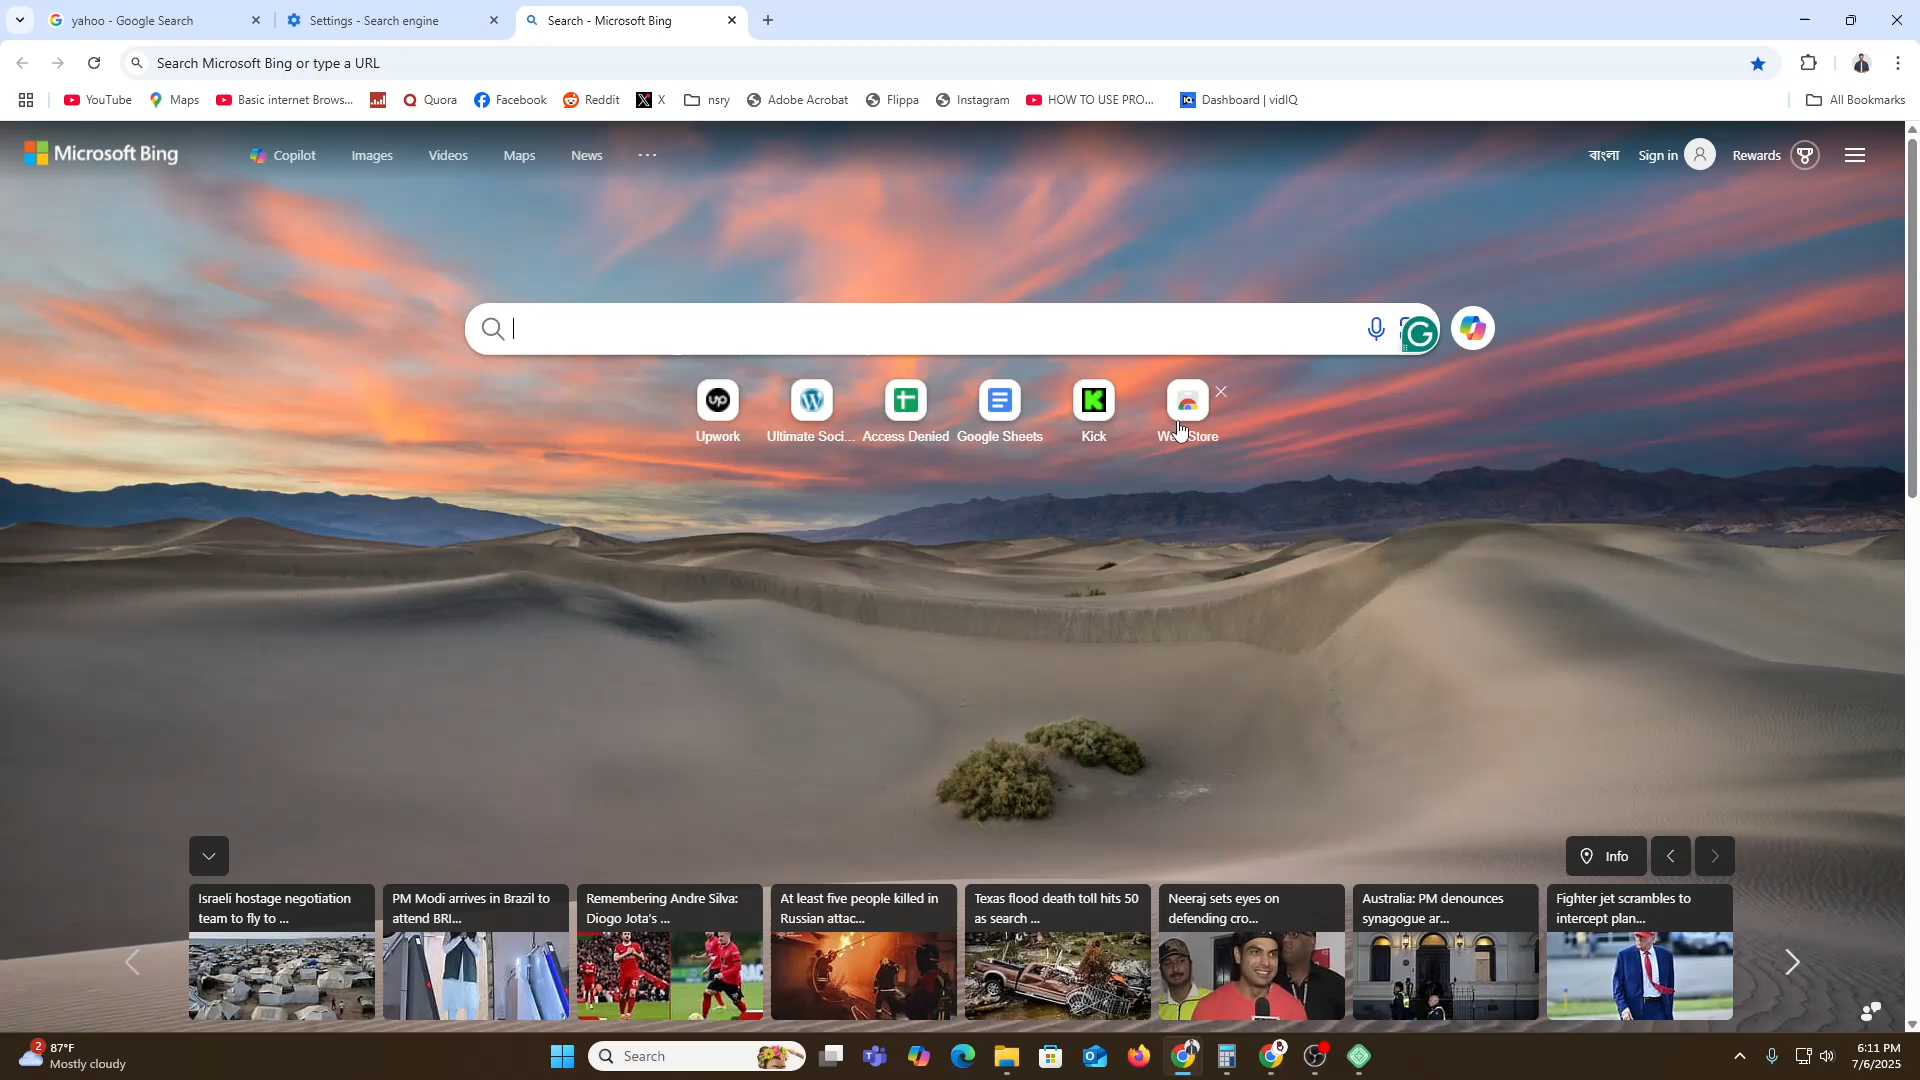 yahoo - Google Search
Settings - Search engine
Search - Microsoft Bing
Search Microsoft Bing or type a URL
YouTube
Maps
Basic internet Brows...
Quora
Facebook
Reddit
X
nsry
Adobe Acrobat
Flippa
Instagram
HOW TO USE PRO...
Dashboard | vidIQ
All Bookmarks
Microsoft Bing
Copilot
Images
Videos
Maps
News
বাংলা
Sign in
Rewards
Upwork
Ultimate Soci...
Access Denied
Google Sheets
Kick
Web Store
Info
Israeli hostage negotiation
team to fly to ...
PM Modi arrives in Brazil to
attend BRI...
Remembering Andre Silva:
Diogo Jota's ...
At least five people killed in
Russian attac...
Texas flood death toll hits 50
as search ...
Neeraj sets eyes on
defending cro...
Australia: PM denounces
synagogue ar...
Fighter jet scrambles to
intercept plan...
2
87°F
Mostly cloudy
Search
6:11 PM
7/6/2025